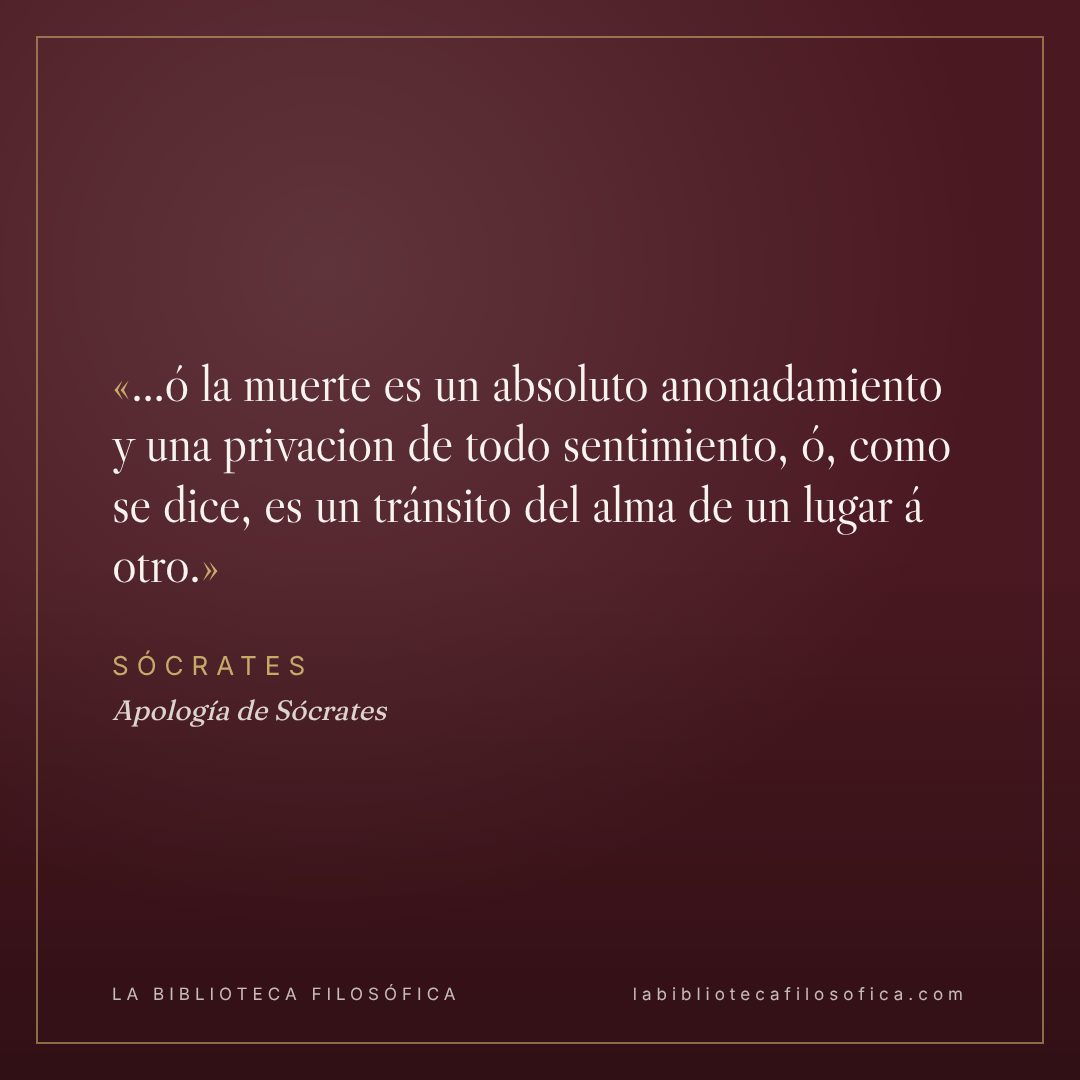 «...ó la muerte es un absoluto anonadamiento
y una privacion de todo sentimiento, ó, como
se dice, es un tránsito del alma de un lugar á
otro.»
SÓCRATES
Apología de Sócrates
LA BIBLIOTECA FILOSÓFICA
labibliotecafilosofica.com